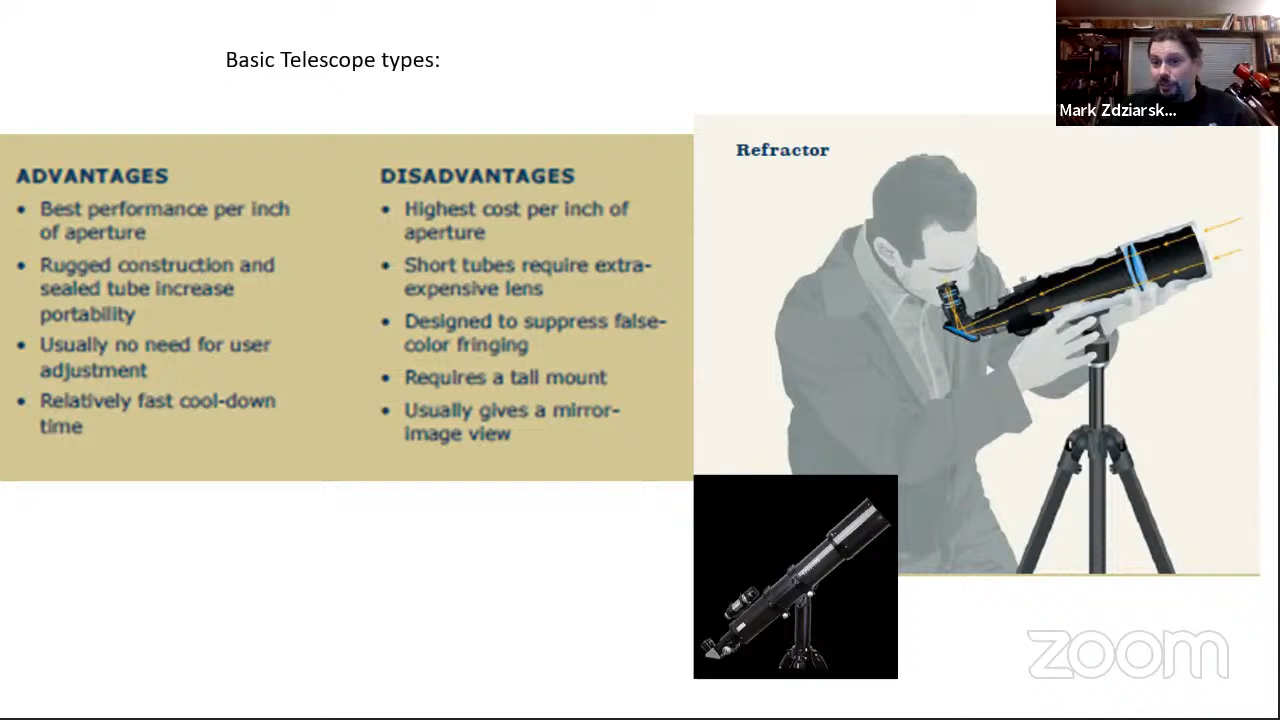 Basic Telescope types:
Mark Zdziarsk...
ADVANTAGES
• Best performance per inch
of aperture
• Rugged construction and
sealed tube increase
portability
• Usually no need for user
adjustment
• Relatively fast cool-down
time
DISADVANTAGES
• Highest cost per inch of
aperture
• Short tubes require extra-
expensive lens
• Designed to suppress false-
color fringing
• Requires a tall mount
• Usually gives a mirror-
image view
Refractor
zoom